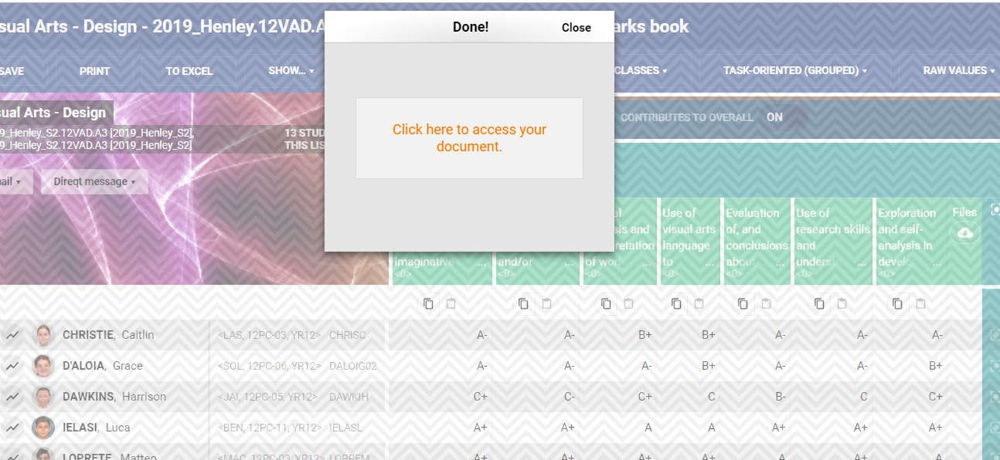 sual Arts - Design - 2019_Henley.12VAD.A arks book
Done! Close
SAVE PRINT TO EXCEL SHOW... CLASSES TASK-ORIENTED (GROUPED) RAW VALUES
sual Arts - Design
9_Henley_S2.12VAD.A3 [2019_Henley_S2], 13 STUD
9_Henley_S2.12VAD.A3 [2019_Henley_S2] THIS LIS
CONTRIBUTES TO OVERALL ON
Click here to access your
document.
ail Direqt message
imaginative ...
<0>
and/or ...
<0>
al
sis and
retation
of wor ...
<0>
Use of
visual arts
language
to ...
<0>
Evaluation
of, and
conclusions
about ...
<0>
Use of
research skills
and
underst ...
<0>
Exploration
and self-
analysis in
develo ...
<0>
Files
CHRISTIE, Caitlin <LAS, 12PC-03, YR12> CHRISC A- A- B+ B+ A- A- A-
D'ALOIA, Grace <SOL, 12PC-06, YR12> DALOIG02 A- A- A- B+ A- A- B+
DAWKINS, Harrison <JAI, 12PC-05, YR12> DAWKIH C+ C- C+ C B- C C+
IELASI, Luca <BEN, 12PC-11, YR12> IELASL A+ A+ A A A+ A+ A+
LOPRETE, Matteo <MAC, 12PC-03, YR12> LOPREM A+ A+ A+ A+ A A+ A